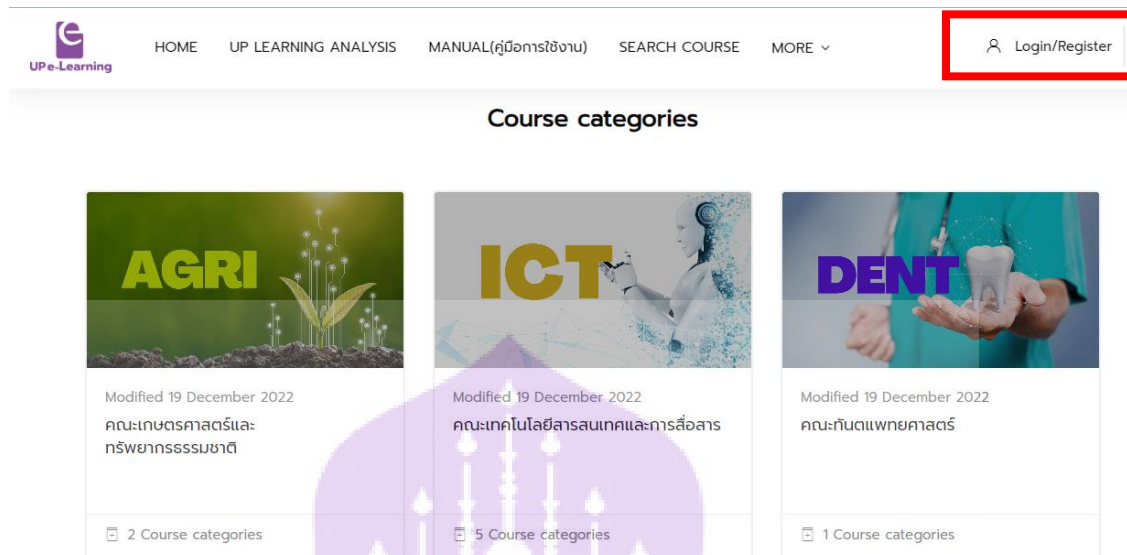 UP e-Learning
HOME UP LEARNING ANALYSIS MANUAL(คู่มือการใช้งาน) SEARCH COURSE MORE Login/Register
Course categories
AGRI
ICT
DENT
Modified 19 December 2022
คณะเกษตรศาสตร์และ
ทรัพยากรธรรมชาติ
2 Course categories
Modified 19 December 2022
คณะเทคโนโลยีสารสนเทศและการสื่อสาร
5 Course categories
Modified 19 December 2022
คณะทันตแพทยศาสตร์
1 Course categories